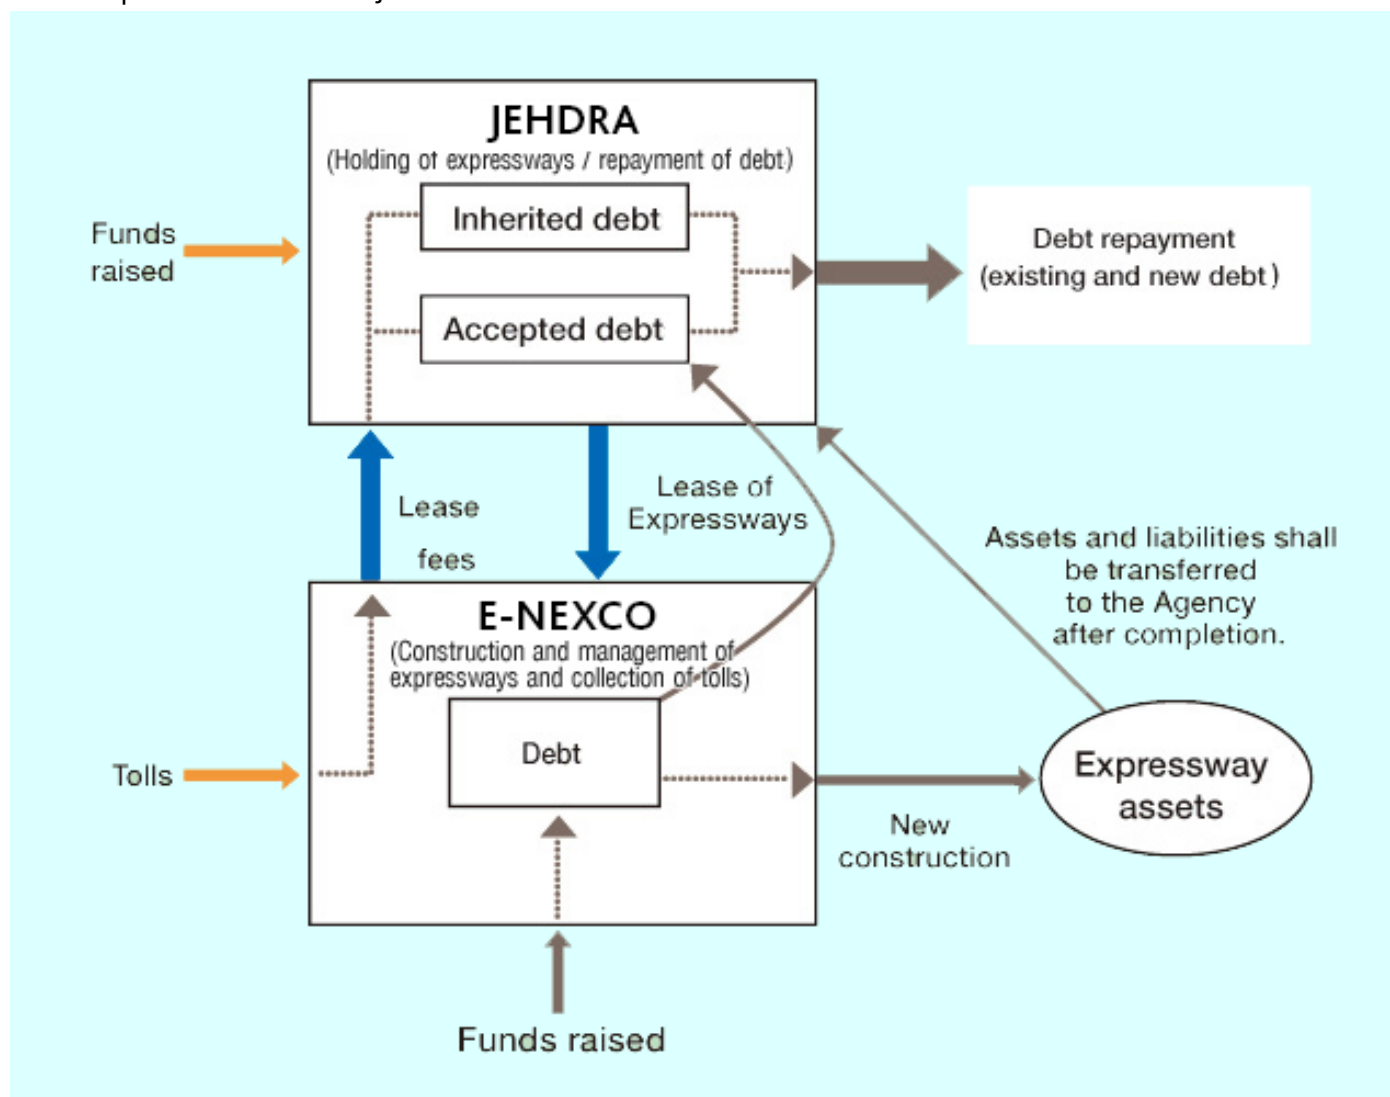 JEHDRA
(Holding of expressways / repayment of debt)
Inherited debt
Accepted debt
Funds
raised
Debt repayment
(existing and new debt)
Lease
fees
Lease of
Expressways
Assets and liabilities shall
be transferred
to the Agency
after completion.
E-NEXCO
(Construction and management of
expressways and collection of tolls)
Debt
Tolls
Expressway
assets
New
construction
Funds raised